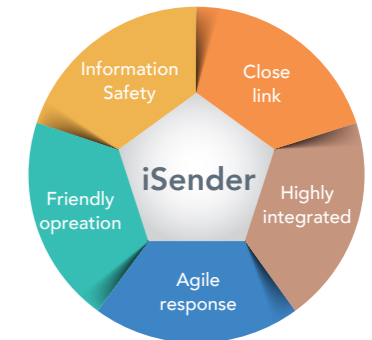 Information
Safety
Close
link
iSender
Friendly
opreation
Highly
integrated
Agile
response